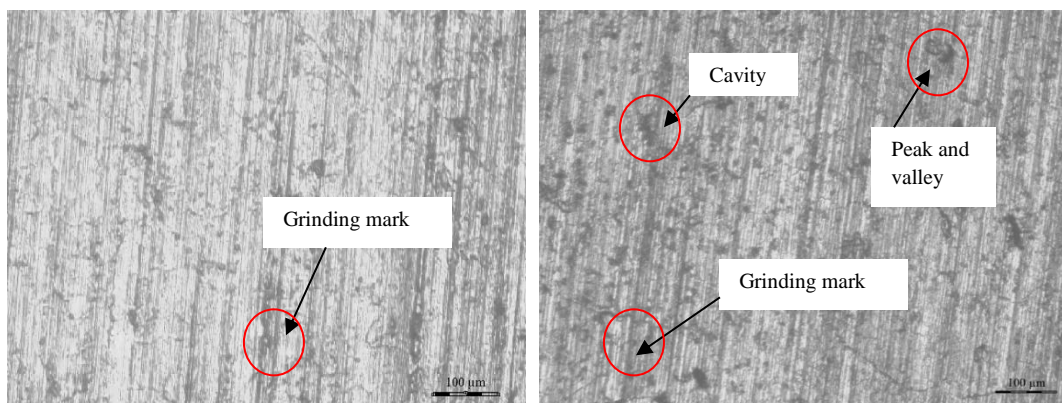 Grinding mark
100 µm
Cavity
Peak and
valley
Grinding mark
100 µm